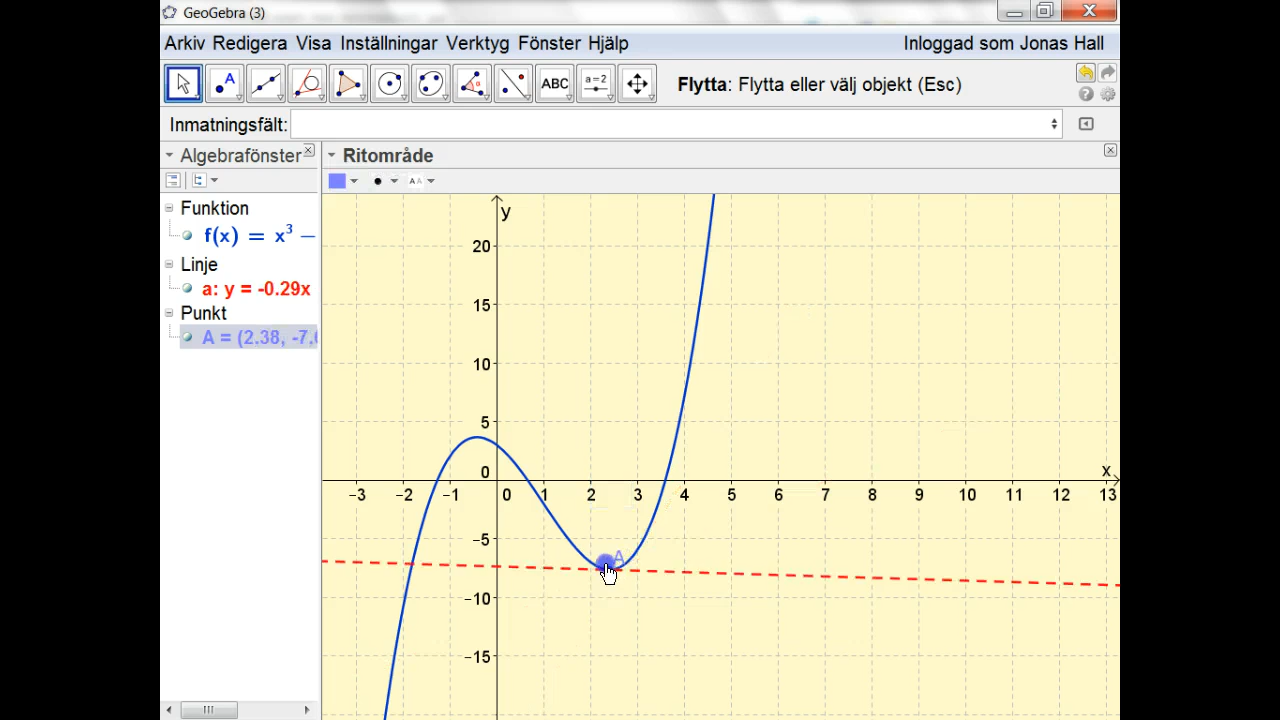 GeoGebra (3)
Arkiv Redigera Visa Inställningar Verktyg Fönster Hjälp Inloggad som Jonas Hall
A ABC a=2 Flytta: Flytta eller välj objekt (Esc)
Inmatningsfält:
Algebrafönster Ritområde
AA
Funktion
f(x) = x³ –
Linje
a: y = -0.29x
Punkt
A = (2.38, -7.
y
20
15
10
5
0
x
-3 -2 -1 0 1 2 3 4 5 6 7 8 9 10 11 12 13
-5
A
-10
-15